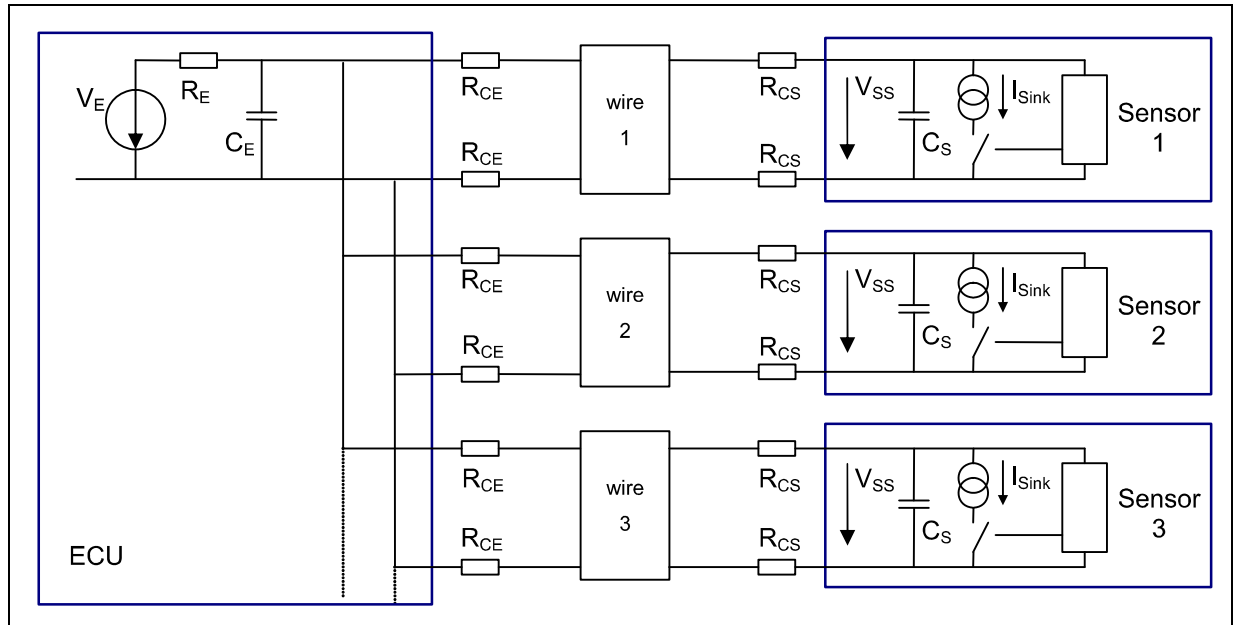 V_E
R_E
C_E
ECU
R_CE
R_CE
wire
1
R_CS
R_CS
V_SS
C_S
I_Sink
Sensor
1
R_CE
R_CE
wire
2
R_CS
R_CS
V_SS
C_S
I_Sink
Sensor
2
R_CE
R_CE
wire
3
R_CS
R_CS
V_SS
C_S
I_Sink
Sensor
3